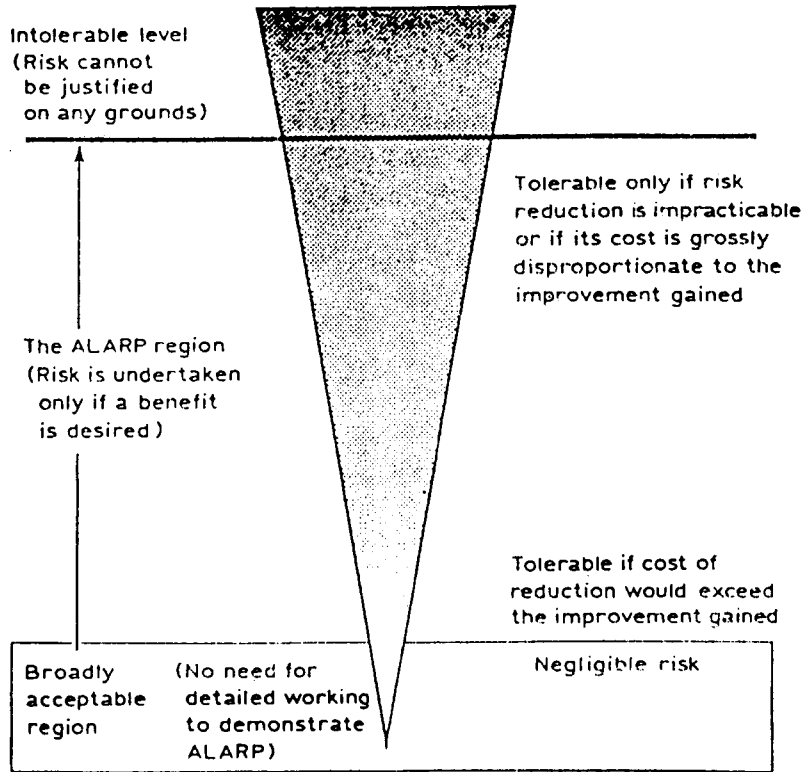 Intolerable level
(Risk cannot
be justified
on any grounds)
Tolerable only if risk
reduction is impracticable
or if its cost is grossly
disproportionate to the
improvement gained
The ALARP region
(Risk is undertaken
only if a benefit
is desired)
Tolerable if cost of
reduction would exceed
the improvement gained
Broadly
acceptable
region
(No need for
detailed working
to demonstrate
ALARP)
Negligible risk